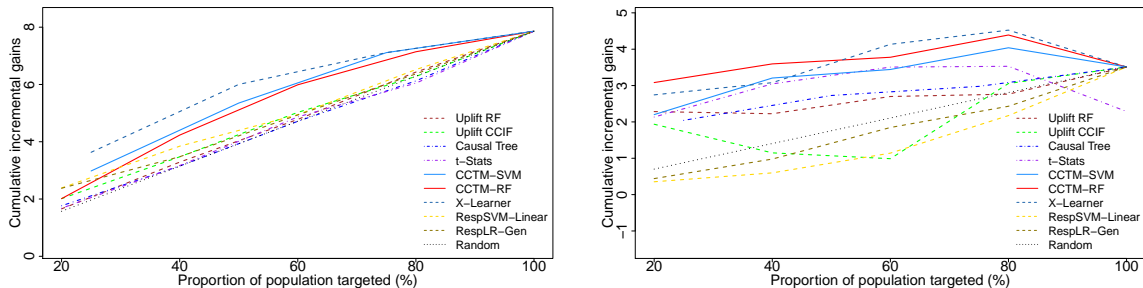 Cumulative incremental gains
8
6
4
2
0
20 40 60 80 100
Proportion of population targeted (%)
Uplift RF
Uplift CCIF
Causal Tree
t−Stats
CCTM−SVM
CCTM−RF
X−Learner
RespSVM−Linear
RespLR−Gen
Random
Cumulative incremental gains
5
4
3
2
1
0
−1
20 40 60 80 100
Proportion of population targeted (%)
Uplift RF
Uplift CCIF
Causal Tree
t−Stats
CCTM−SVM
CCTM−RF
X−Learner
RespSVM−Linear
RespLR−Gen
Random